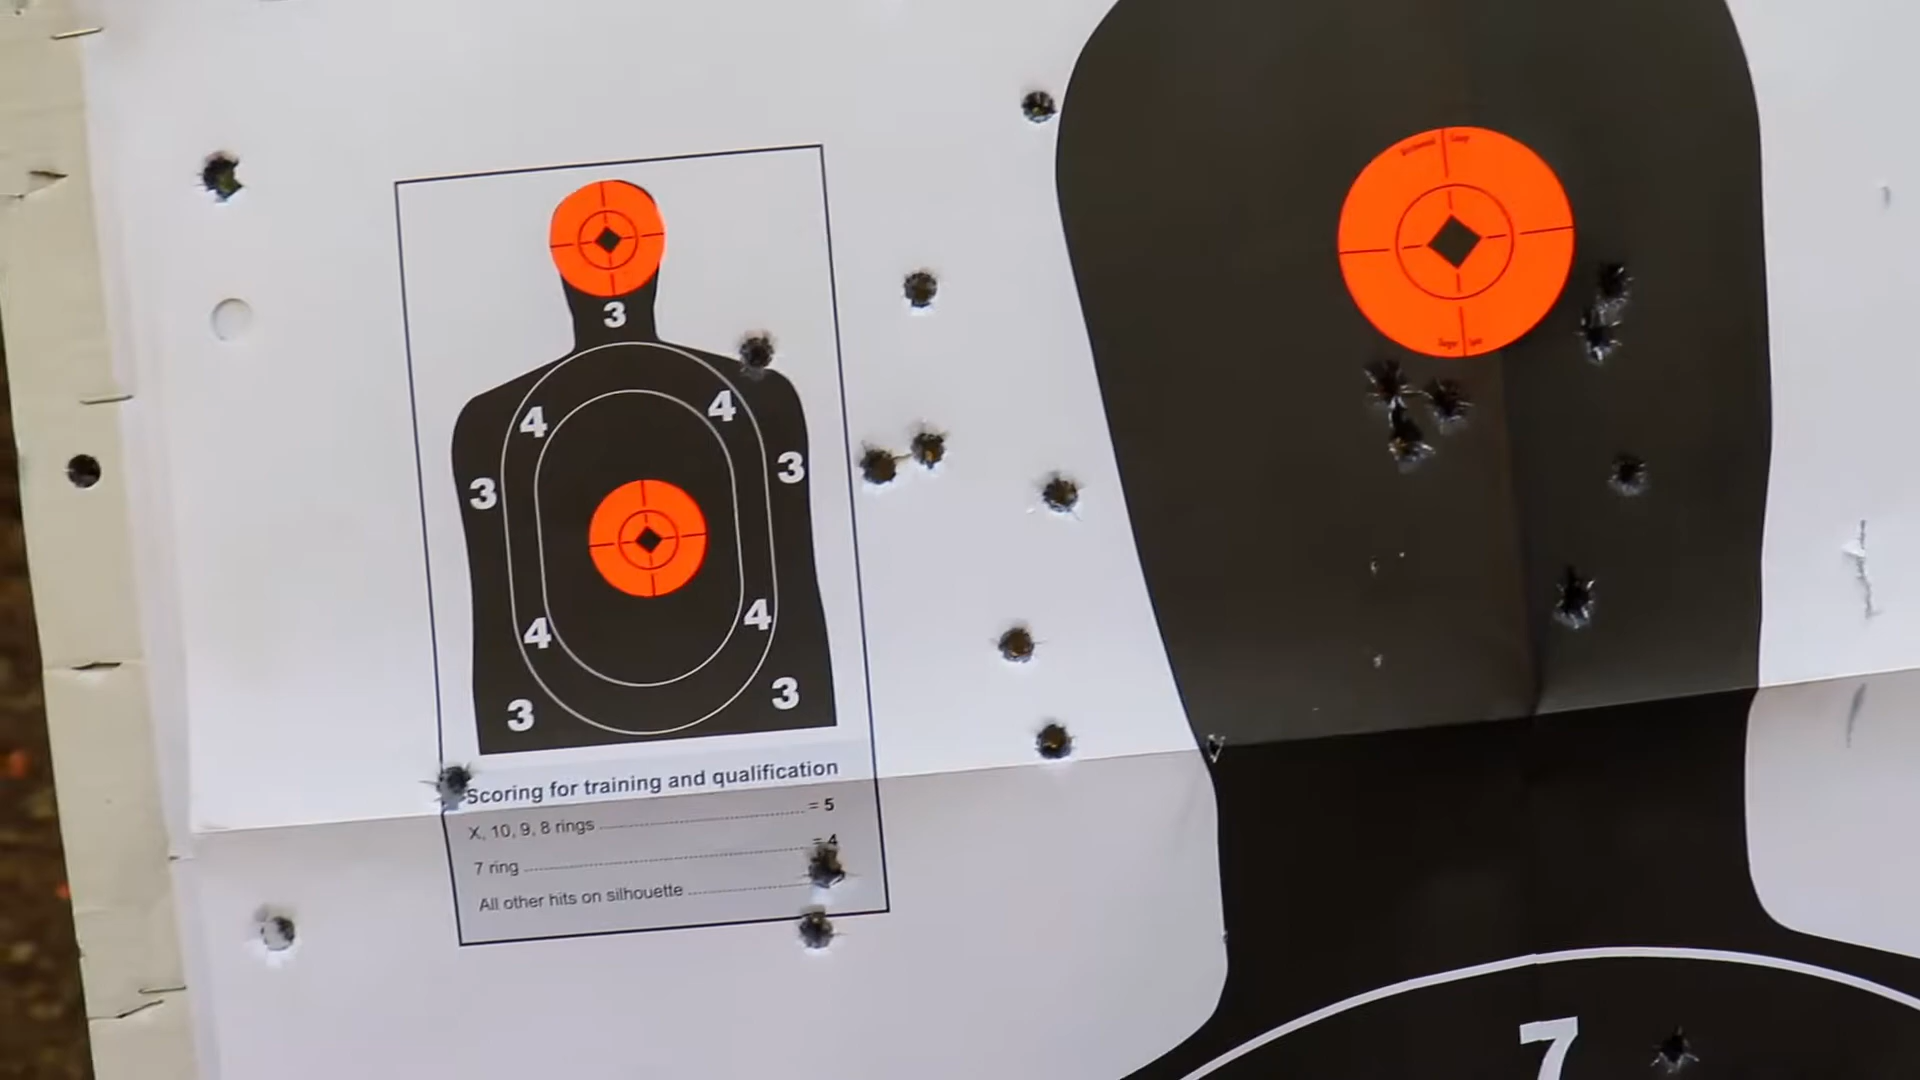 3
4 4
3 3
4 4
3 3
Scoring for training and qualification
X, 10, 9, 8 rings = 5
7 ring = 4
All other hits on silhouette
7